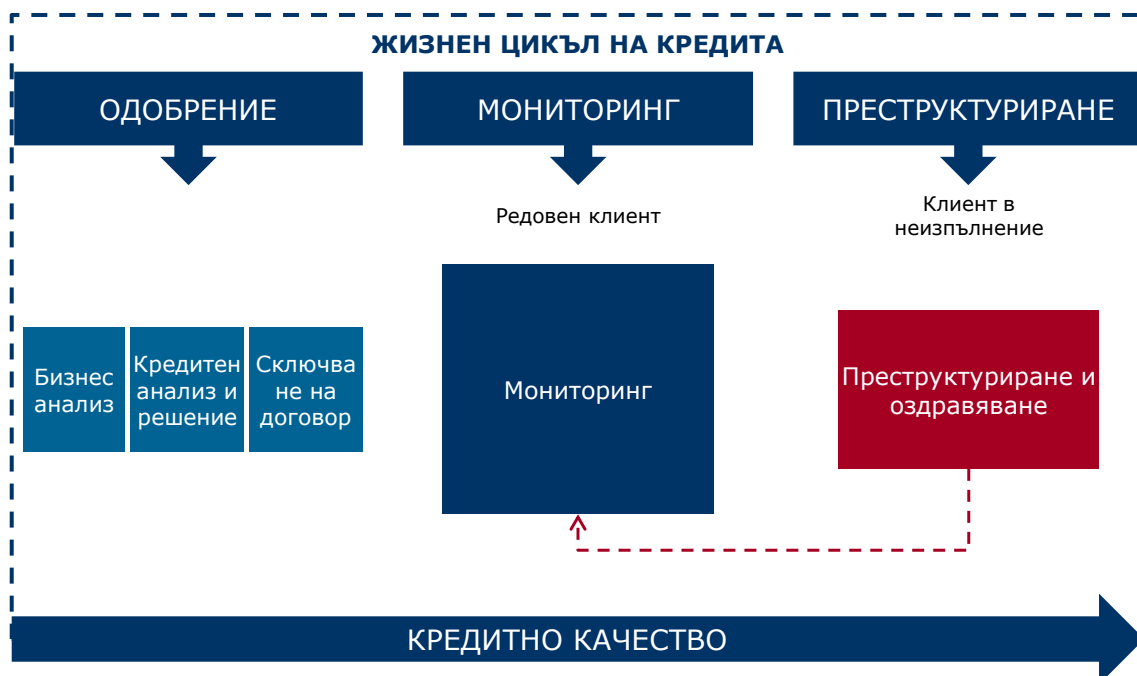 ЖИЗНЕН ЦИКЪЛ НА КРЕДИТА
ОДОБРЕНИЕ
МОНИТОРИНГ
ПРЕСТРУКТУРИРАНЕ
Редовен клиент
Клиент в
неизпълнение
Бизнес
анализ
Кредитен
анализ и
решение
Сключва
не на
договор
Мониторинг
Преструктуриране и
оздравяване
КРЕДИТНО КАЧЕСТВО